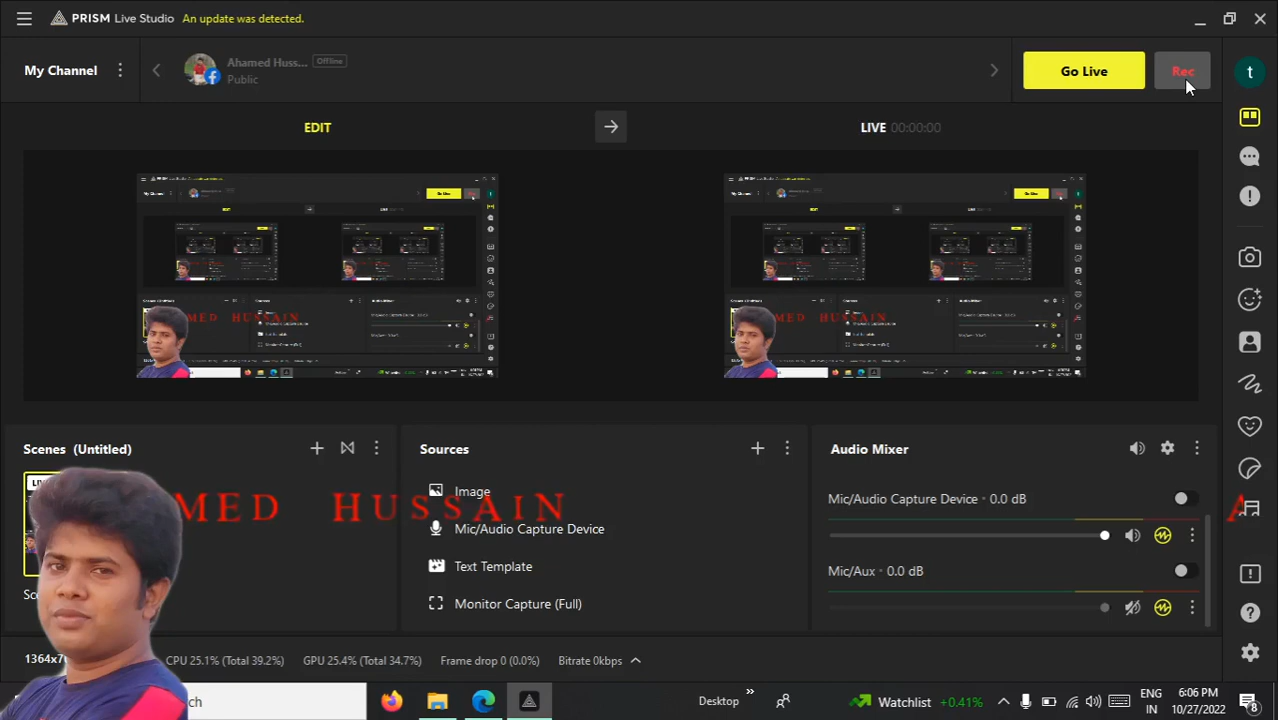 PRISM Live Studio An update was detected.
My Channel
Ahamed Huss... Offline
Public
Go Live
Rec
t
EDIT
LIVE 00:00:00
Scenes (Untitled)
Sources
Audio Mixer
Image
Mic/Audio Capture Device
Text Template
Monitor Capture (Full)
Mic/Audio Capture Device • 0.0 dB
Mic/Aux • 0.0 dB
MED HUSSAIN
CPU 25.1% (Total 39.2%)
GPU 25.4% (Total 34.7%)
Frame drop 0 (0.0%)
Bitrate 0kbps
Desktop
Watchlist +0.41%
ENG
IN
6:06 PM
10/27/2022
8